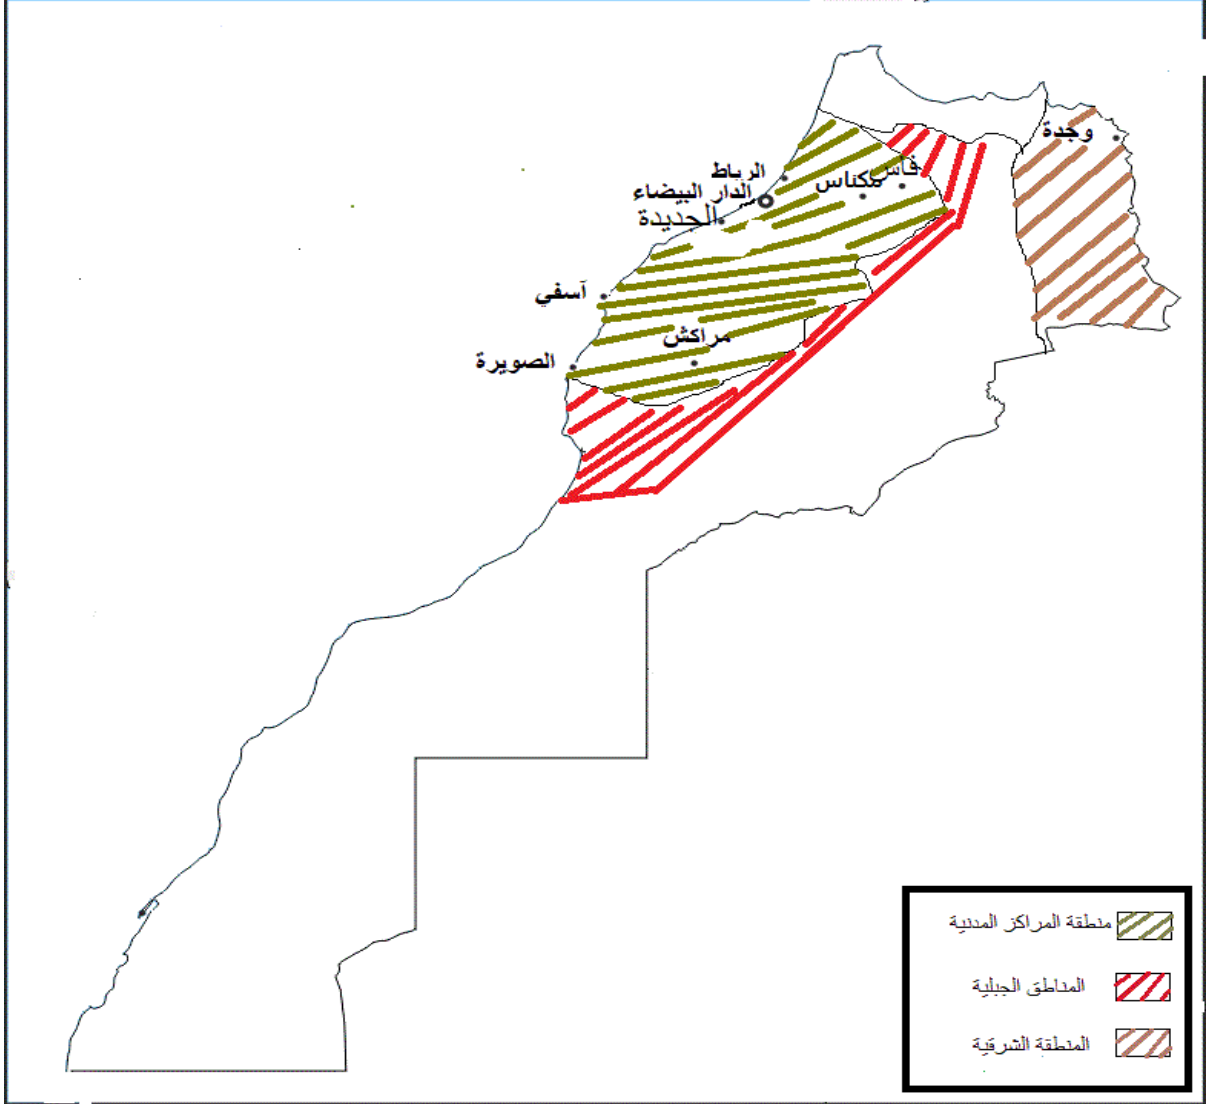 وجدة
فاس
مكناس
الرباط
الدار البيضاء
الجديدة
آسفي
مراكش
الصويرة
منطقة المراكز المدنية
المناطق الجبلية
المنطقة الشرقية